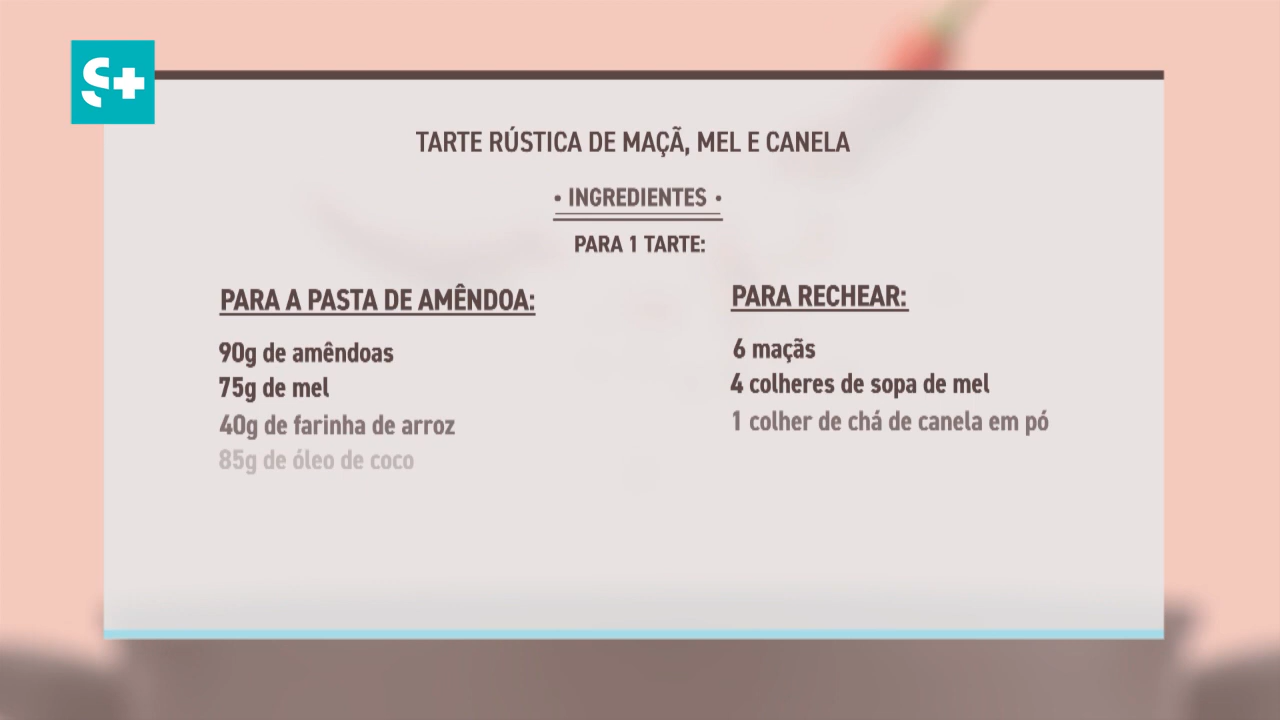 S+
TARTE RÚSTICA DE MAÇÃ, MEL E CANELA
• INGREDIENTES •
PARA 1 TARTE:
PARA A PASTA DE AMÊNDOA:
90g de amêndoas
75g de mel
40g de farinha de arroz
85g de óleo de coco
PARA RECHEAR:
6 maçãs
4 colheres de sopa de mel
1 colher de chá de canela em pó